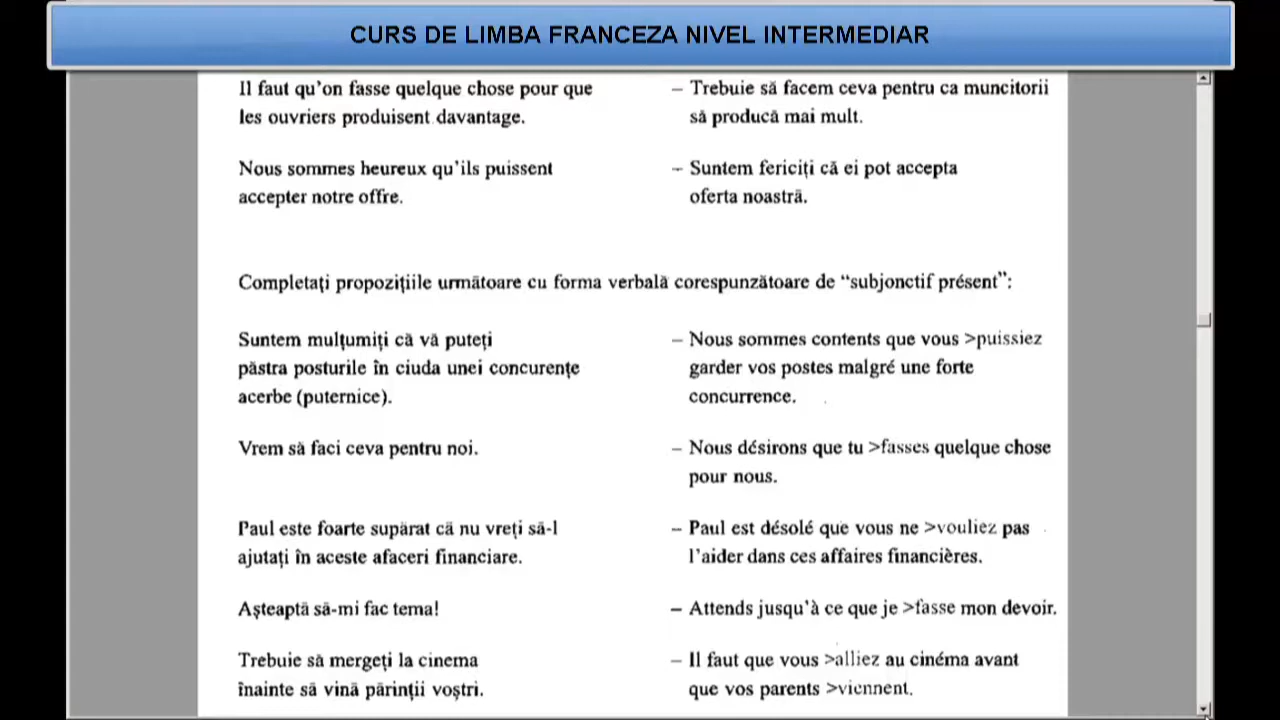 CURS DE LIMBA FRANCEZA NIVEL INTERMEDIAR
Il faut qu’on fasse quelque chose pour que
les ouvriers produisent davantage.
– Trebuie să facem ceva pentru ca muncitorii
să producă mai mult.
Nous sommes heureux qu’ils puissent
accepter notre offre.
– Suntem fericiți că ei pot accepta
oferta noastră.
Completați propozițiile următoare cu forma verbală corespunzătoare de “subjonctif présent”:
Suntem mulțumiți că vă puteți
păstra posturile în ciuda unei concurențe
acerbe (puternice).
– Nous sommes contents que vous >puissiez
garder vos postes malgré une forte
concurrence.
Vrem să faci ceva pentru noi.
– Nous désirons que tu >fasses quelque chose
pour nous.
Paul este foarte supărat că nu vreți să-l
ajutați în aceste afaceri financiare.
– Paul est désolé que vous ne >vouliez pas
l’aider dans ces affaires financières.
Așteaptă să-mi fac tema!
– Attends jusqu’à ce que je >fasse mon devoir.
Trebuie să mergeți la cinema
înainte să vină părinții voștri.
– Il faut que vous >alliez au cinéma avant
que vos parents >viennent.